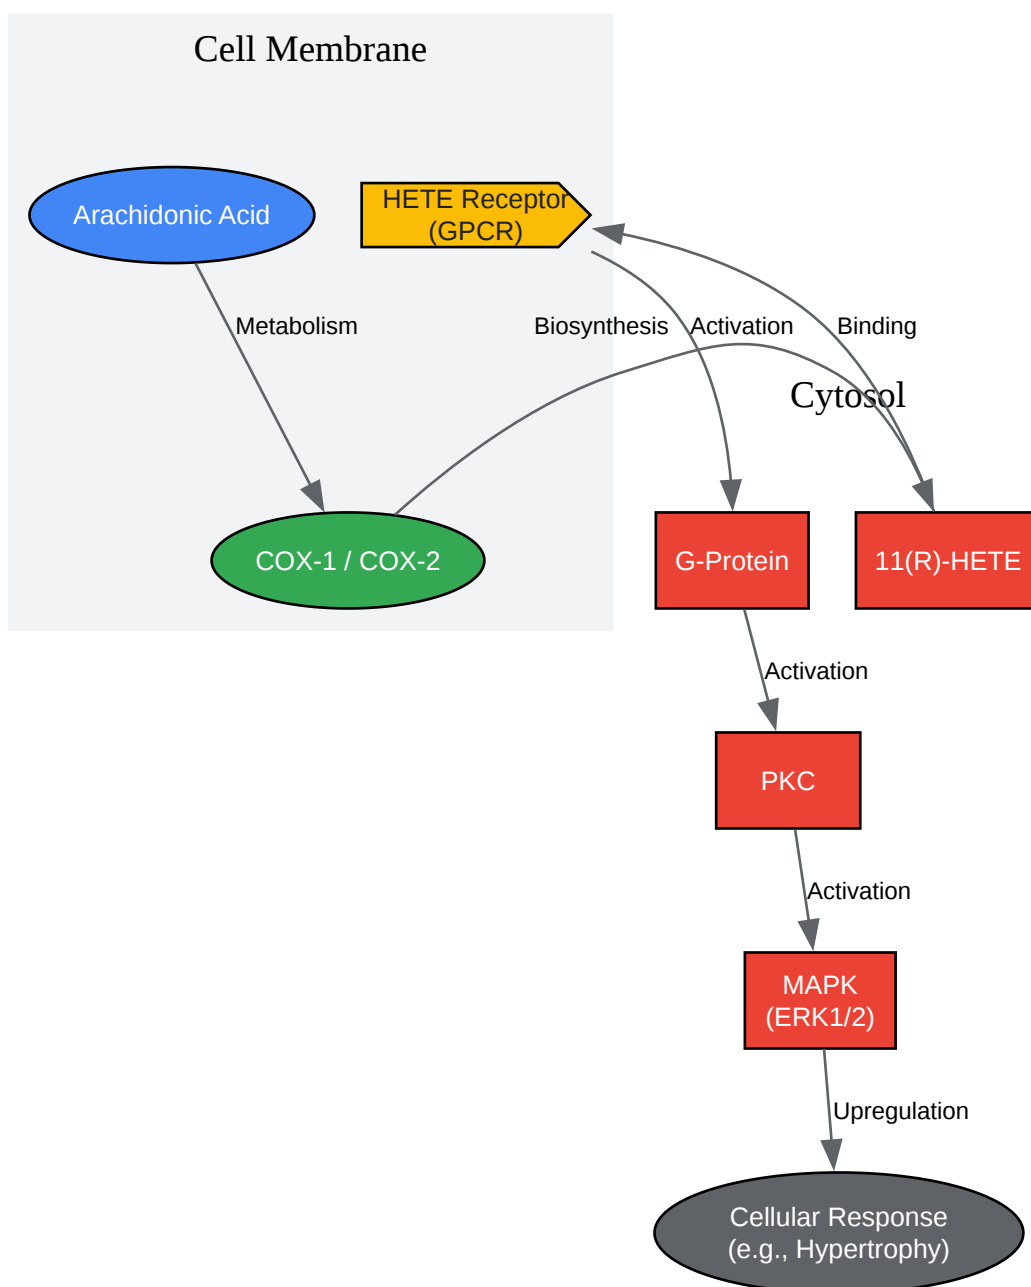 Cell Membrane
Arachidonic Acid
HETE Receptor
(GPCR)
Metabolism
Biosynthesis
Activation
Binding
Cytosol
COX-1 / COX-2
G-Protein
11(R)-HETE
Activation
PKC
Activation
MAPK
(ERK1/2)
Upregulation
Cellular Response
(e.g., Hypertrophy)